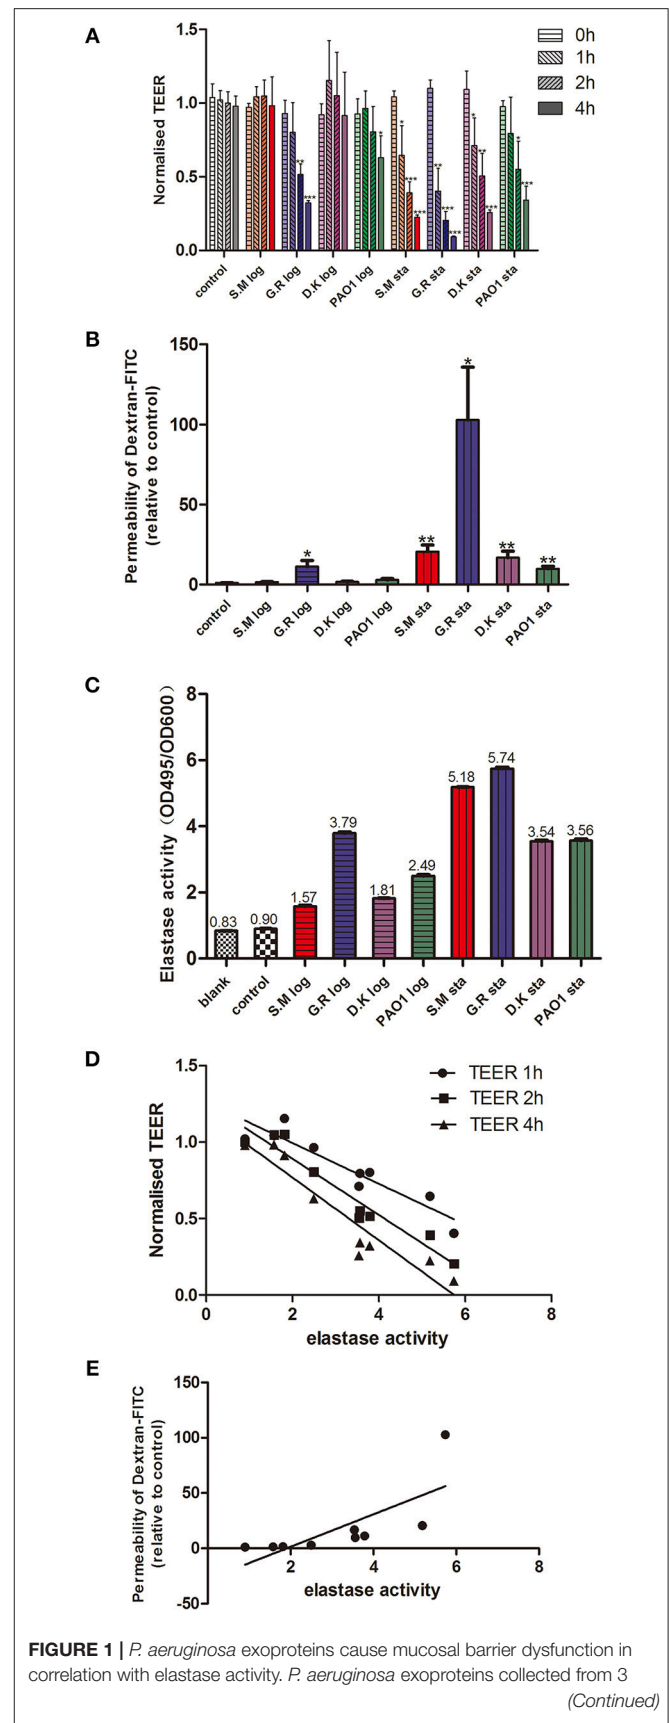 A
Normalised TEER
1.5
1.0
0.5
0.0
0h
1h
2h
4h
* ** *** * * *** *** ** *** *** * ** *** * ***
control
S.M log
G.R log
D.K log
PAO1 log
S.M sta
G.R sta
D.K sta
PAO1 sta
B
Permeability of Dextran-FITC
(relative to control)
150
100
50
0
* ** * ** **
control
S.M log
G.R log
D.K log
PAO1 log
S.M sta
G.R sta
D.K sta
PAO1 sta
C
Elastase activity (OD495/OD600)
8
6
4
2
0
0.83
0.90
1.57
3.79
1.81
2.49
5.18
5.74
3.54
3.56
blank
control
S.M log
G.R log
D.K log
PAO1 log
S.M sta
G.R sta
D.K sta
PAO1 sta
D
Normalised TEER
1.5
1.0
0.5
0.0
TEER 1h
TEER 2h
TEER 4h
0 2 4 6 8
elastase activity
E
Permeability of Dextran-FITC
(relative to control)
150
100
50
0
-50
2 4 6 8
elastase activity
FIGURE 1 | P. aeruginosa exoproteins cause mucosal barrier dysfunction in
correlation with elastase activity. P. aeruginosa exoproteins collected from 3
(Continued)